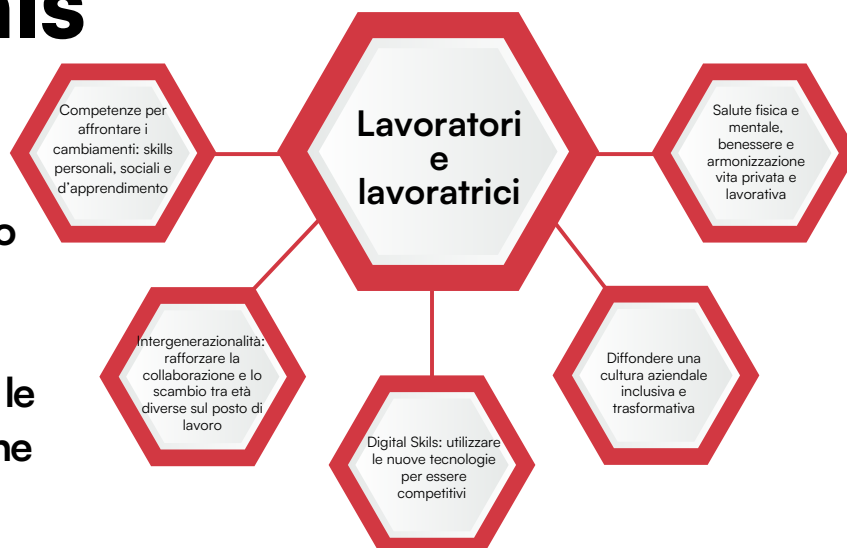 Competenze per
affrontare i
cambiamenti: skills
personali, sociali e
d'apprendimento
Lavoratori
e
lavoratrici
Salute fisica e
mentale,
benessere e
armonizzazione
vita privata e
lavorativa
o
le
Intergenerazionalità:
rafforzare la
collaborazione e lo
scambio tra età
diverse sul posto di
lavoro
Digital Skils: utilizzare
le nuove tecnologie
per essere
competitivi
Diffondere una
cultura aziendale
inclusiva e
trasformativa